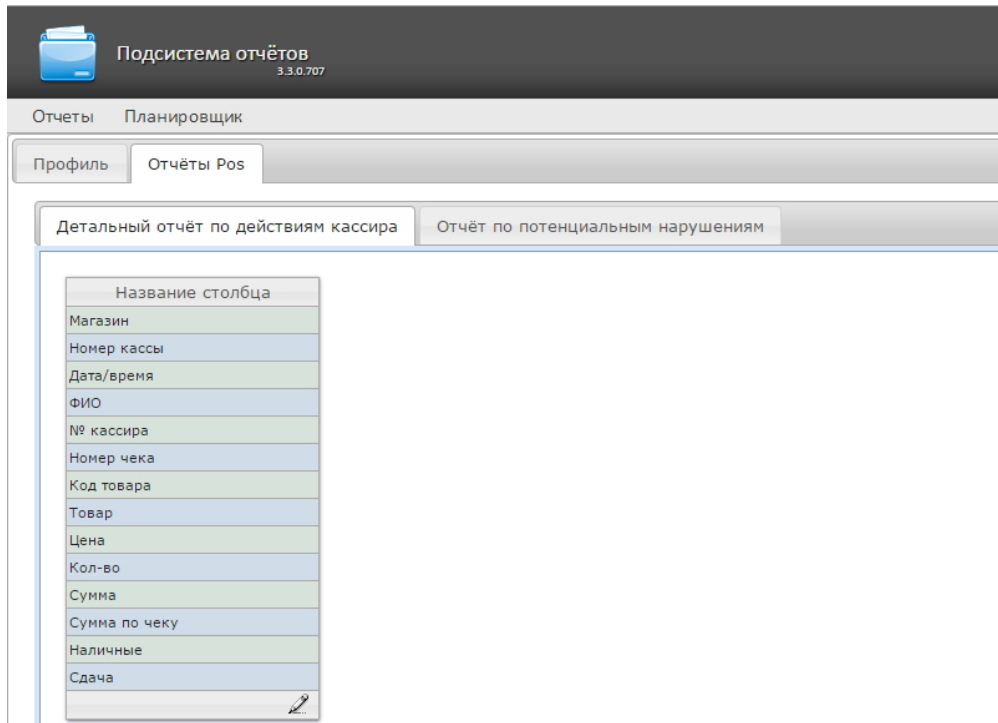 Подсистема отчётов
3.3.0.707
Отчеты Планировщик
Профиль Отчёты Pos
Детальный отчёт по действиям кассира Отчёт по потенциальным нарушениям
Название столбца
Магазин
Номер кассы
Дата/время
ФИО
№ кассира
Номер чека
Код товара
Товар
Цена
Кол-во
Сумма
Сумма по чеку
Наличные
Сдача